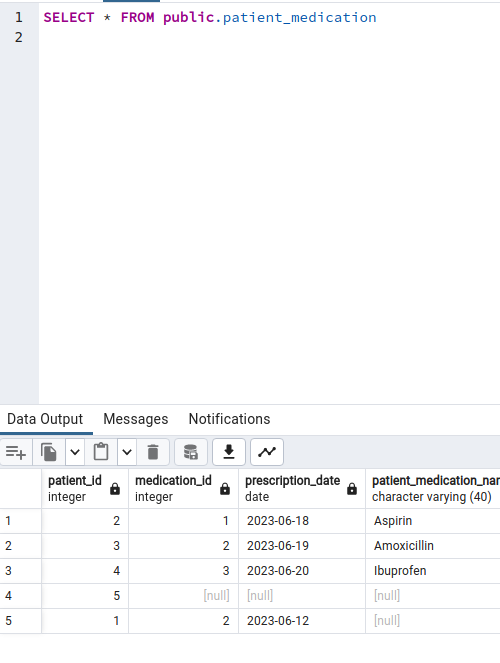 1 SELECT * FROM public.patient_medication
2
Data Output Messages Notifications
patient_id medication_id prescription_date
integer integer date character varying (40)
1 2 1 2023-06-18 Aspirin
2 3 2 2023-06-19 Amoxicillin
3 4 3 2023-06-20 Ibuprofen
4 5 [null] [null] [null]
5 1 2 2023-06-12 [null]